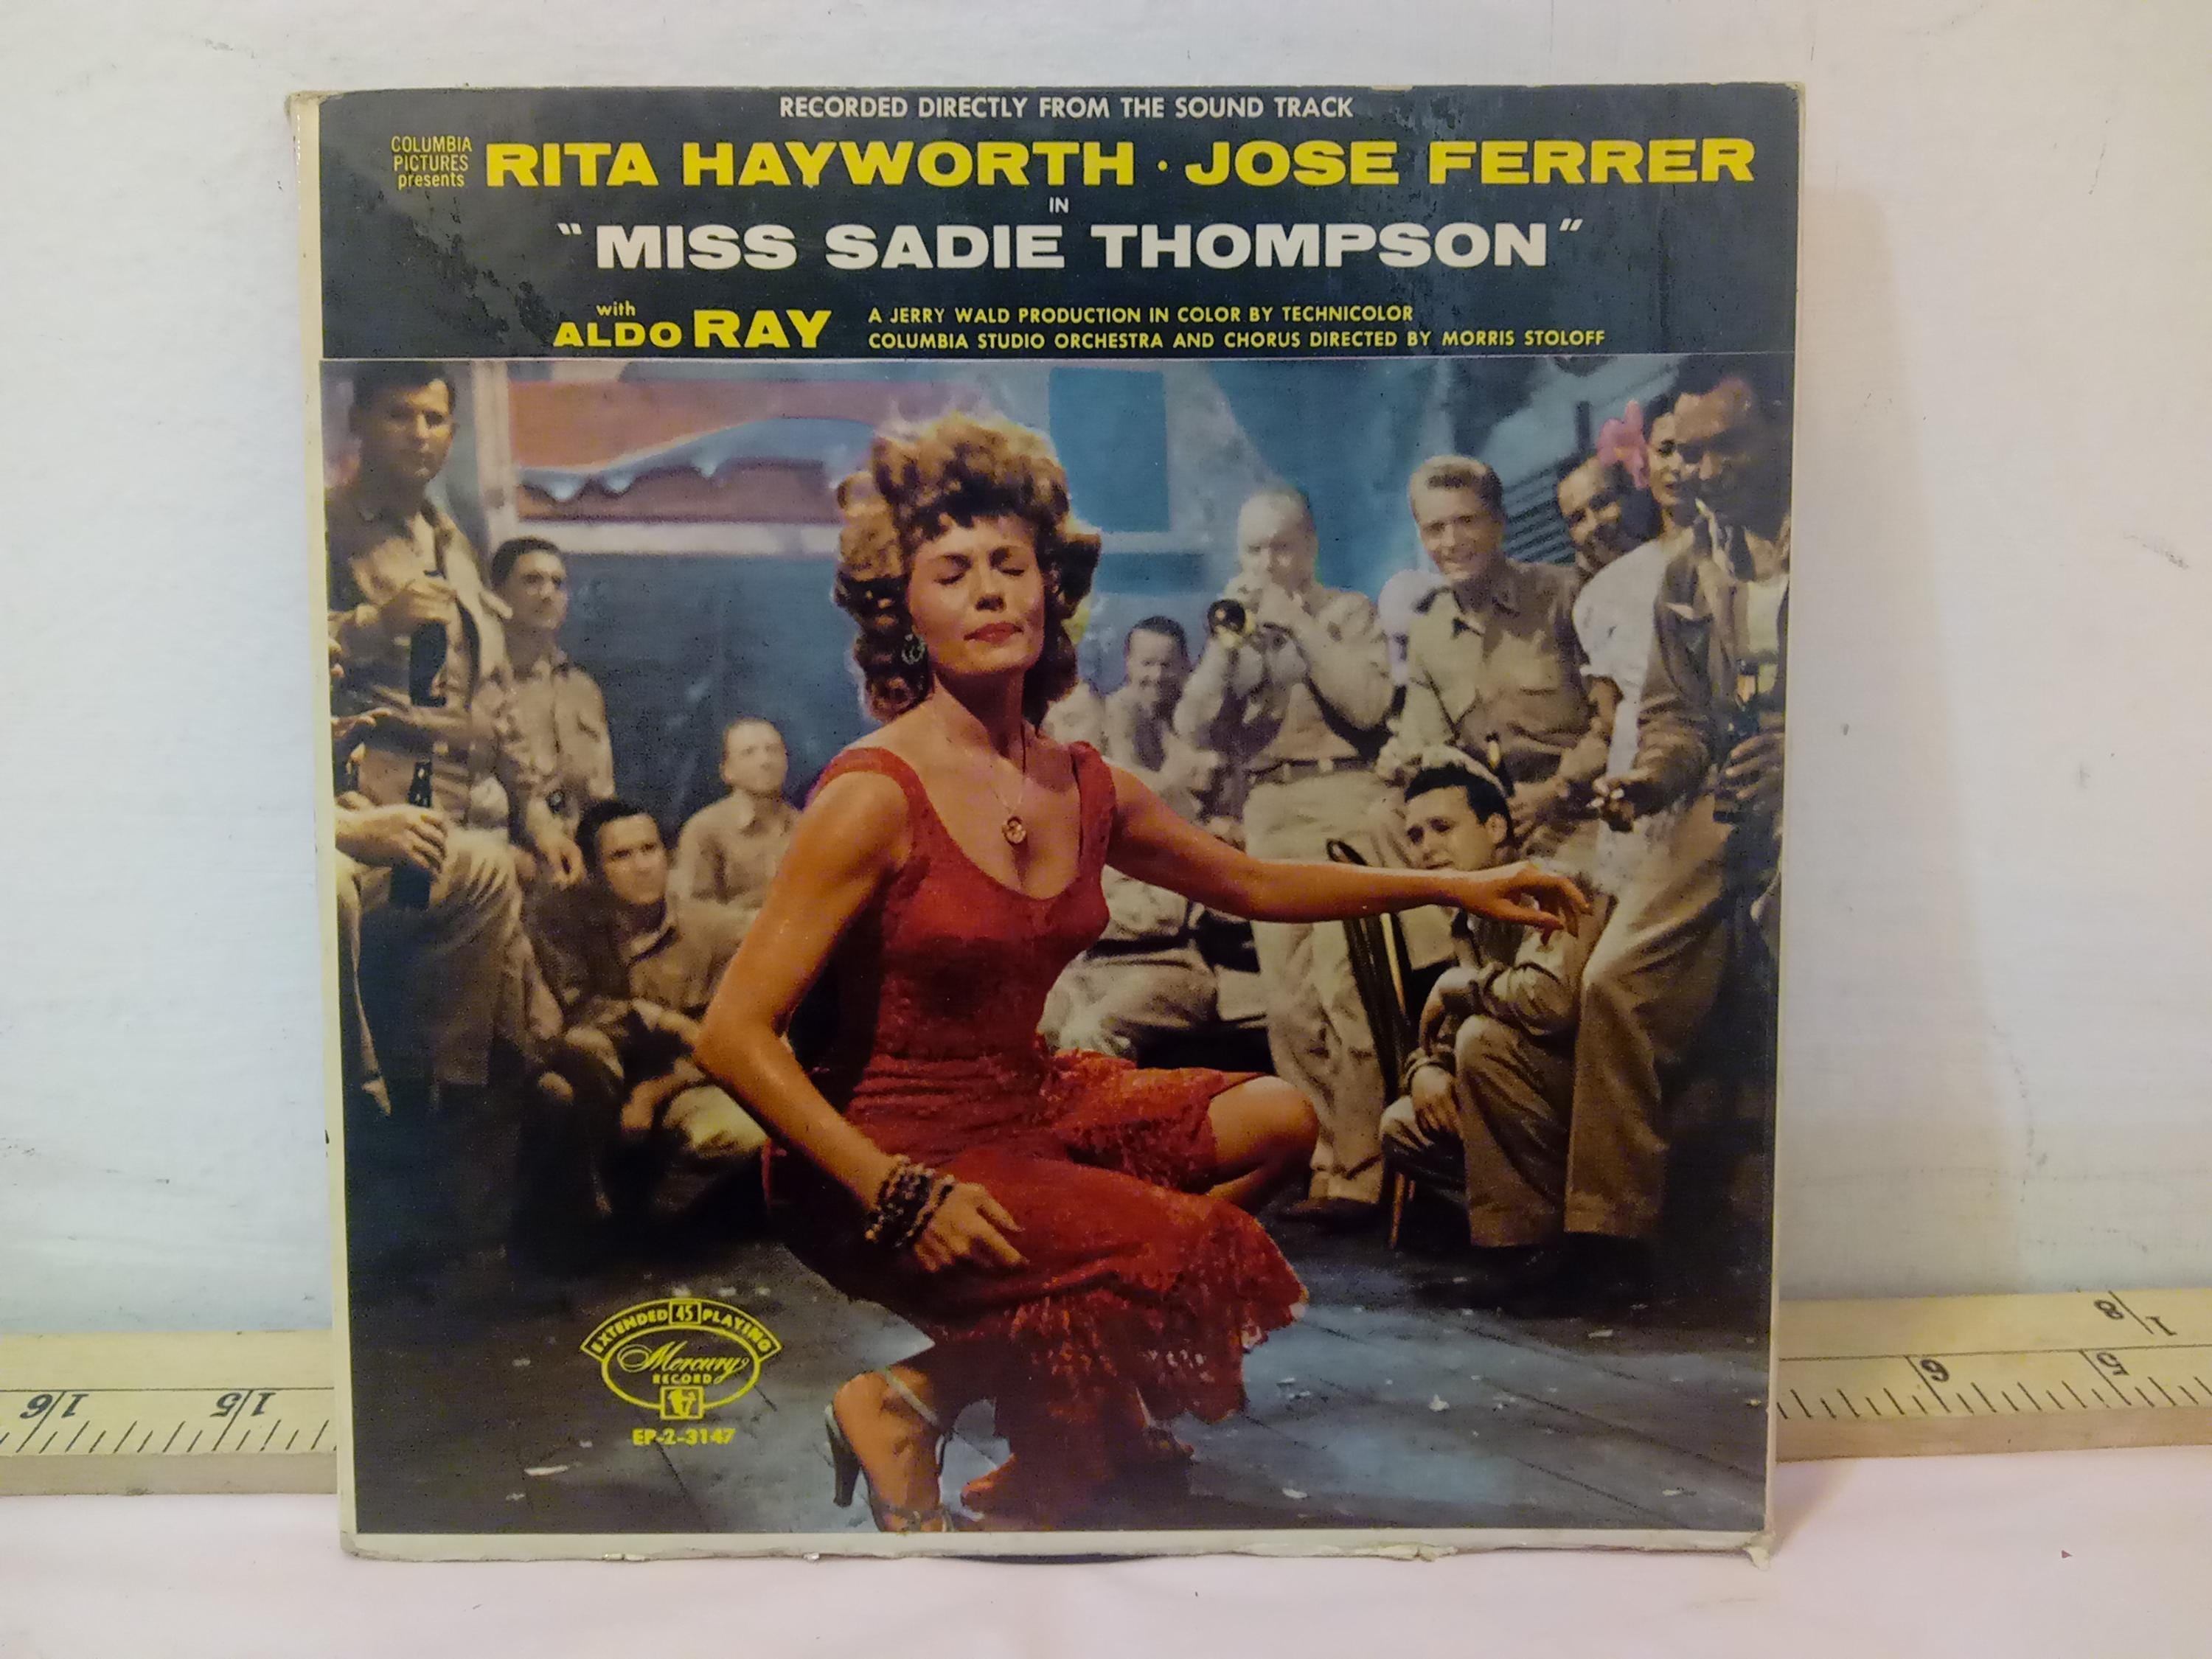 RECORDED DIRECTLY FROM THE SOUND TRACK
COLUMBIA
PICTURES
presents
RITA HAYWORTH · JOSE FERRER
IN
"MISS SADIE THOMPSON"
with
ALDO RAY
A JERRY WALD PRODUCTION IN COLOR BY TECHNICOLOR
COLUMBIA STUDIO ORCHESTRA AND CHORUS DIRECTED BY MORRIS STOLOFF
EXTENDED 45 PLAYING
Mercury
RECORD
EP-2-3147
16
15
6
5
1/8